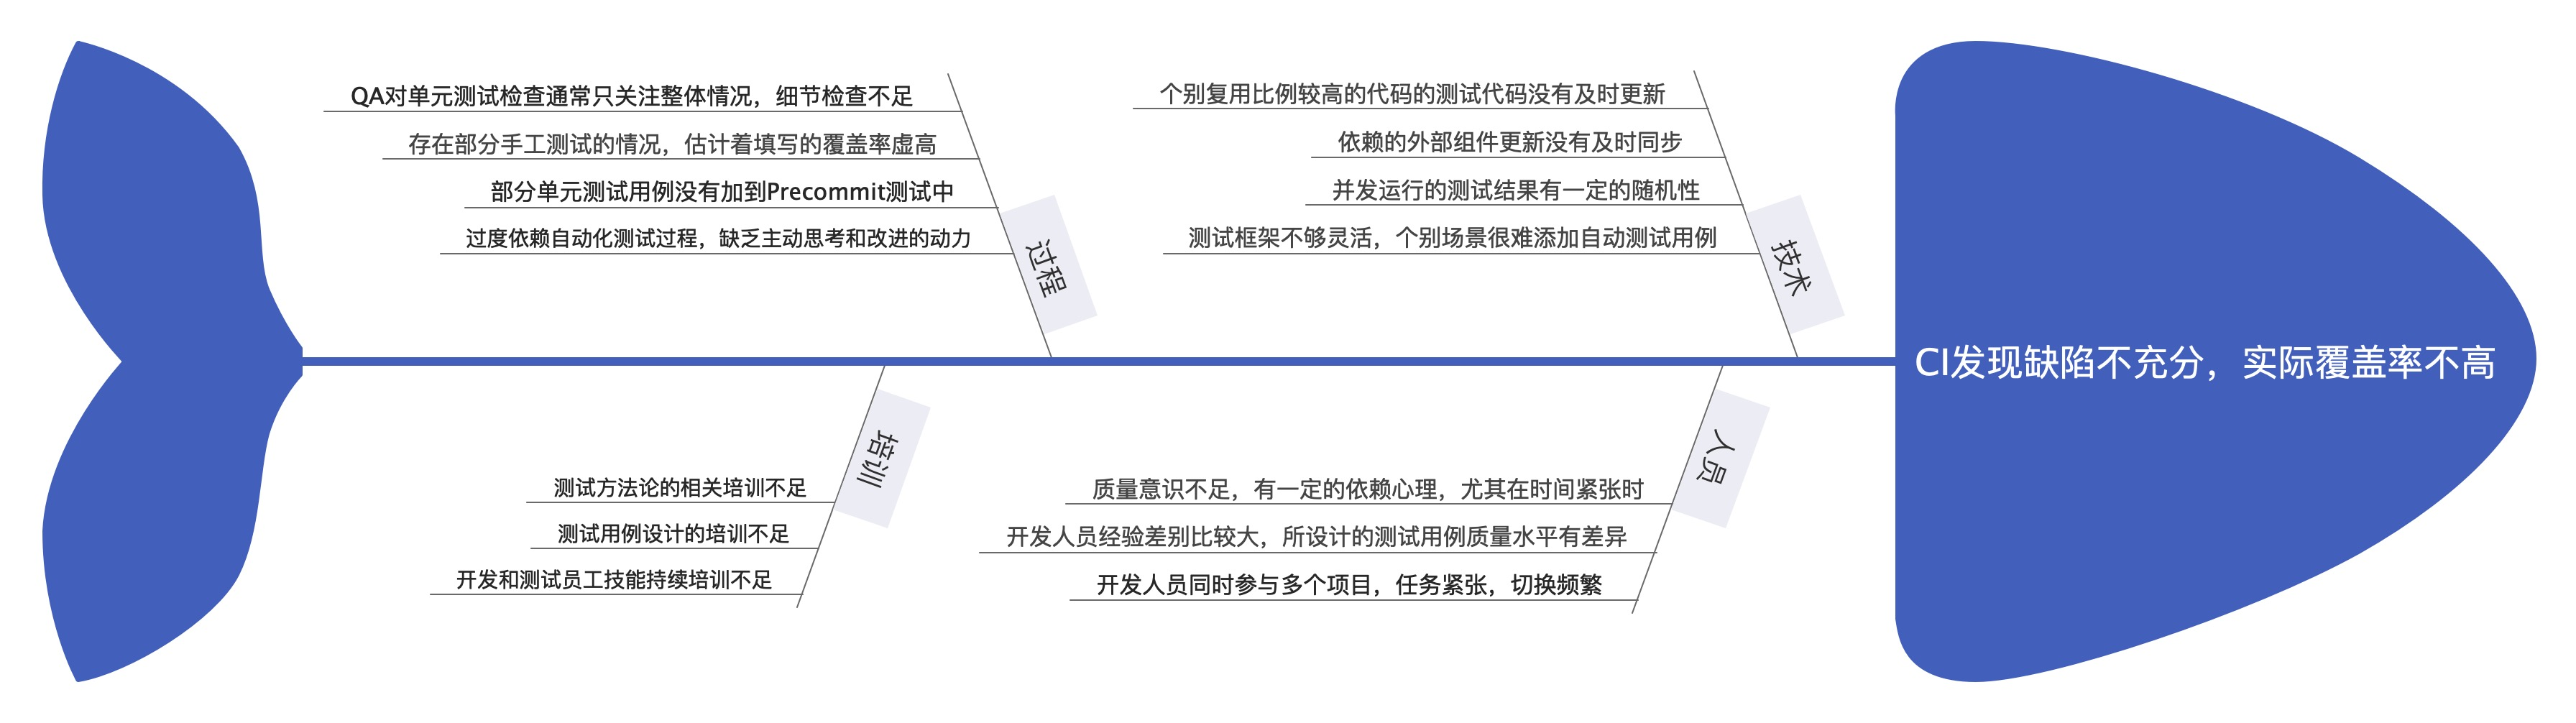 QA对单元测试检查通常只关注整体情况，细节检查不足
存在部分手工测试的情况，估计着填写的覆盖率虚高
部分单元测试用例没有加到Precommit测试中
过度依赖自动化测试过程，缺乏主动思考和改进的动力
过程
个别复用比例较高的代码的测试代码没有及时更新
依赖的外部组件更新没有及时同步
并发运行的测试结果有一定的随机性
测试框架不够灵活，个别场景很难添加自动测试用例
技术
CI发现缺陷不充分，实际覆盖率不高
培训
测试方法论的相关培训不足
测试用例设计的培训不足
开发和测试员工技能持续培训不足
人员
质量意识不足，有一定的依赖心理，尤其在时间紧张时
开发人员经验差别比较大，所设计的测试用例质量水平有差异
开发人员同时参与多个项目，任务紧张，切换频繁